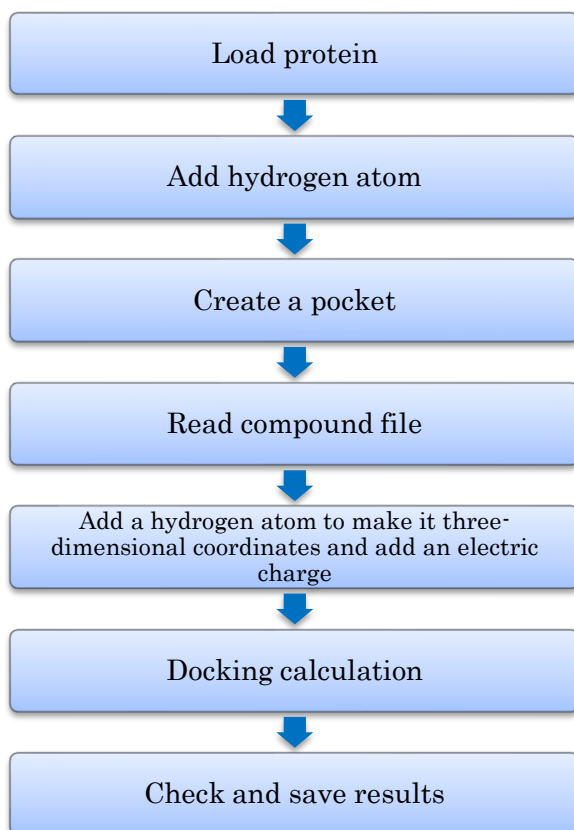 Load protein
Add hydrogen atom
Create a pocket
Read compound file
Add a hydrogen atom to make it three-
dimensional coordinates and add an electric
charge
Docking calculation
Check and save results